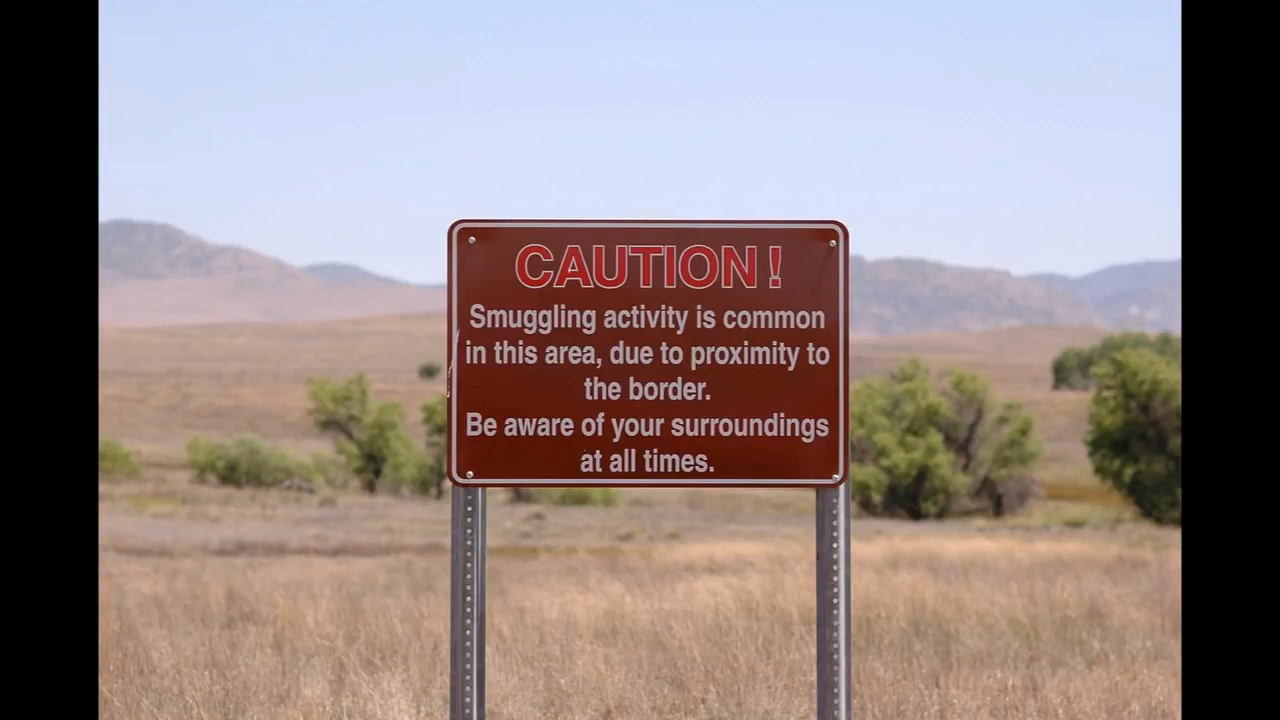 CAUTION!
Smuggling activity is common
in this area, due to proximity to
the border.
Be aware of your surroundings
at all times.